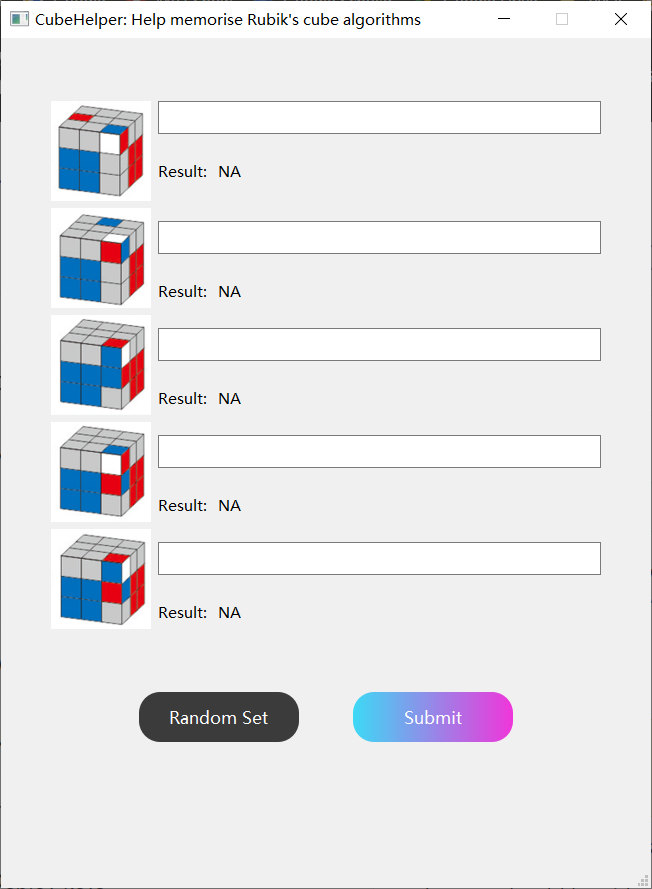 CubeHelper: Help memorise Rubik's cube algorithms
Result: NA
Result: NA
Result: NA
Result: NA
Result: NA
Random Set
Submit